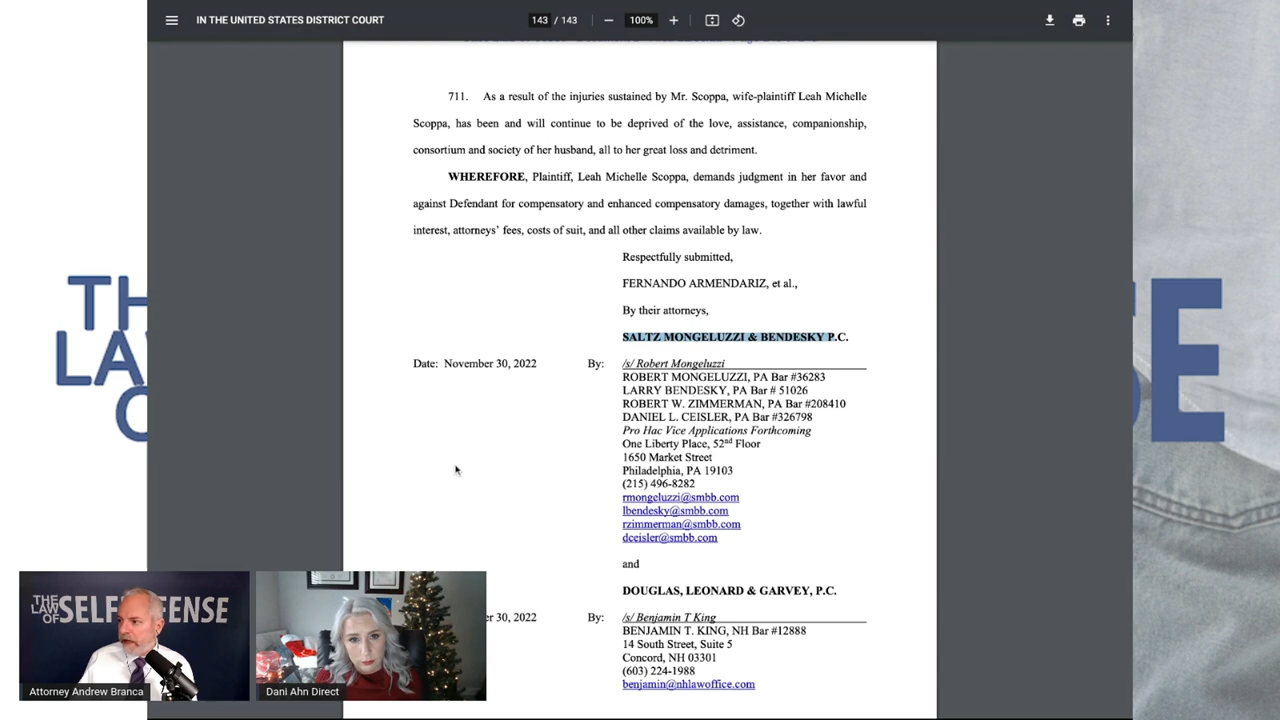 IN THE UNITED STATES DISTRICT COURT
143 / 143
100%
711. As a result of the injuries sustained by Mr. Scoppa, wife-plaintiff Leah Michelle
Scoppa, has been and will continue to be deprived of the love, assistance, companionship,
consortium and society of her husband, all to her great loss and detriment.
WHEREFORE, Plaintiff, Leah Michelle Scoppa, demands judgment in her favor and
against Defendant for compensatory and enhanced compensatory damages, together with lawful
interest, attorneys' fees, costs of suit, and all other claims available by law.
Respectfully submitted,
FERNANDO ARMENDARIZ, et al.,
By their attorneys,
SALTZ MONGELUZZI & BENDESKY P.C.
Date: November 30, 2022 By: /s/ Robert Mongeluzzi
ROBERT MONGELUZZI, PA Bar #36283
LARRY BENDESKY, PA Bar # 51026
ROBERT W. ZIMMERMAN, PA Bar #208410
DANIEL L. CEISLER, PA Bar #326798
Pro Hac Vice Applications Forthcoming
One Liberty Place, 52nd Floor
1650 Market Street
Philadelphia, PA 19103
(215) 496-8282
rmongeluzzi@smbb.com
lbendesky@smbb.com
rzimmerman@smbb.com
dceisler@smbb.com
and
DOUGLAS, LEONARD & GARVEY, P.C.
er 30, 2022 By: /s/ Benjamin T King
BENJAMIN T. KING, NH Bar #12888
14 South Street, Suite 5
Concord, NH 03301
(603) 224-1988
benjamin@nhlawoffice.com
TH
LA
O
E
THE LAW OF SELF EFENSE
Attorney Andrew Branca
Dani Ahn Direct